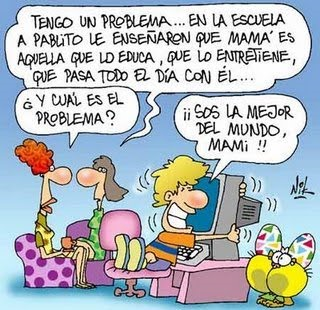 TENGO UN PROBLEMA... EN LA ESCUELA
A PABLITO LE ENSEÑARON QUE MAMÁ ES
AQUELLA QUE LO EDUCA, QUE LO ENTRETIENE,
QUE PASA TODO EL DÍA CON ÉL...
¿Y CUÁL ES EL
PROBLEMA?
¡¡SOS LA MEJOR
DEL MUNDO,
MAMI!!
NiK